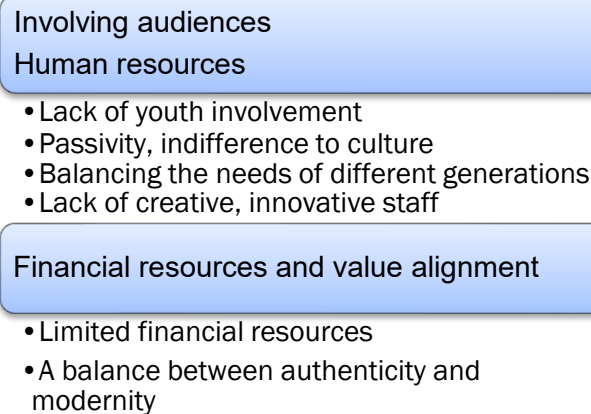 Involving audiences
Human resources
•Lack of youth involvement
•Passivity, indifference to culture
•Balancing the needs of different generations
•Lack of creative, innovative staff
Financial resources and value alignment
•Limited financial resources
•A balance between authenticity and
modernity